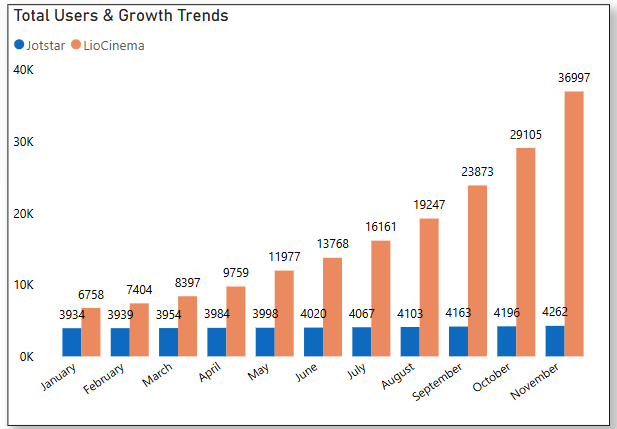 Total Users & Growth Trends
Jotstar LioCinema
40K
30K
20K
10K
0K
3934 6758
3939 7404
3954 8397
3984 9759
3998 11977
4020 13768
4067 16161
4103 19247
4163 23873
4196 29105
4262 36997
January February March April May June July August September October November